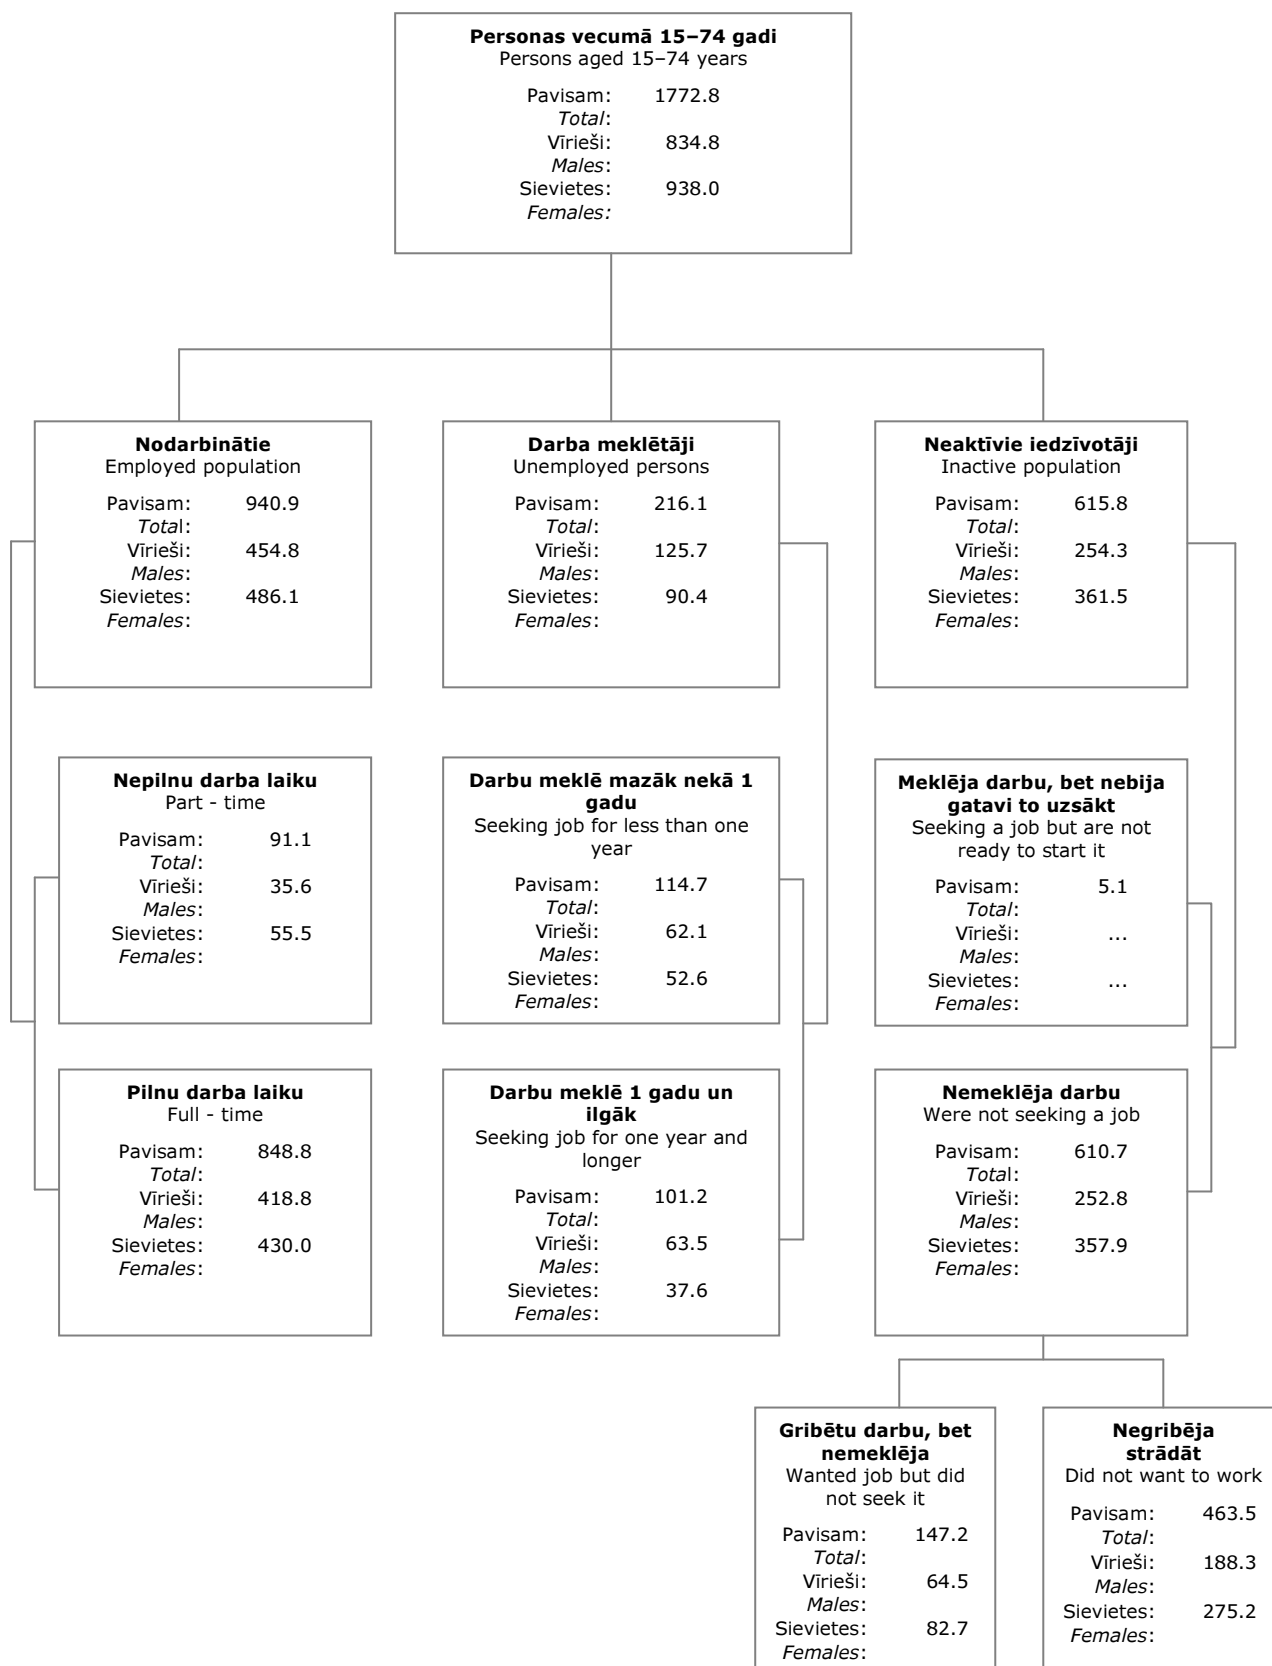 Personas vecumā 15–74 gadi
Persons aged 15–74 years
Pavisam: 1772.8
Total:
Vīrieši: 834.8
Males:
Sievietes: 938.0
Females:
Nodarbinātie
Employed population
Pavisam: 940.9
Total:
Vīrieši: 454.8
Males:
Sievietes: 486.1
Females:
Darba meklētāji
Unemployed persons
Pavisam: 216.1
Total:
Vīrieši: 125.7
Males:
Sievietes: 90.4
Females:
Neaktīvie iedzīvotāji
Inactive population
Pavisam: 615.8
Total:
Vīrieši: 254.3
Males:
Sievietes: 361.5
Females:
Nepilnu darba laiku
Part - time
Pavisam: 91.1
Total:
Vīrieši: 35.6
Males:
Sievietes: 55.5
Females:
Darbu meklē mazāk nekā 1
gadu
Seeking job for less than one
year
Pavisam: 114.7
Total:
Vīrieši: 62.1
Males:
Sievietes: 52.6
Females:
Meklēja darbu, bet nebija
gatavi to uzsākt
Seeking a job but are not
ready to start it
Pavisam: 5.1
Total:
Vīrieši: ...
Males:
Sievietes: ...
Females:
Pilnu darba laiku
Full - time
Pavisam: 848.8
Total:
Vīrieši: 418.8
Males:
Sievietes: 430.0
Females:
Darbu meklē 1 gadu un
ilgāk
Seeking job for one year and
longer
Pavisam: 101.2
Total:
Vīrieši: 63.5
Males:
Sievietes: 37.6
Females:
Nemeklēja darbu
Were not seeking a job
Pavisam: 610.7
Total:
Vīrieši: 252.8
Males:
Sievietes: 357.9
Females:
Gribētu darbu, bet
nemeklēja
Wanted job but did
not seek it
Pavisam: 147.2
Total:
Vīrieši: 64.5
Males:
Sievietes: 82.7
Females:
Negribēja
strādāt
Did not want to work
Pavisam: 463.5
Total:
Vīrieši: 188.3
Males:
Sievietes: 275.2
Females: